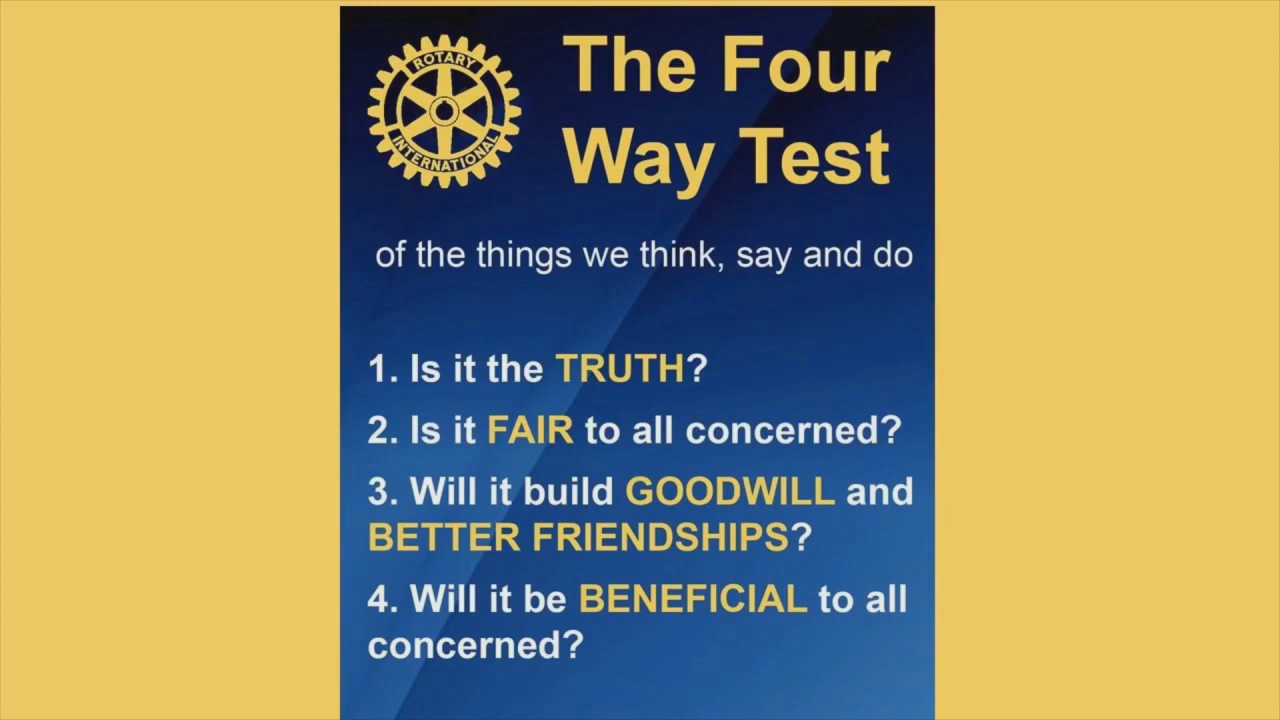 ROTARY
INTERNATIONAL
The Four
Way Test
of the things we think, say and do
1. Is it the TRUTH?
2. Is it FAIR to all concerned?
3. Will it build GOODWILL and
BETTER FRIENDSHIPS?
4. Will it be BENEFICIAL to all
concerned?